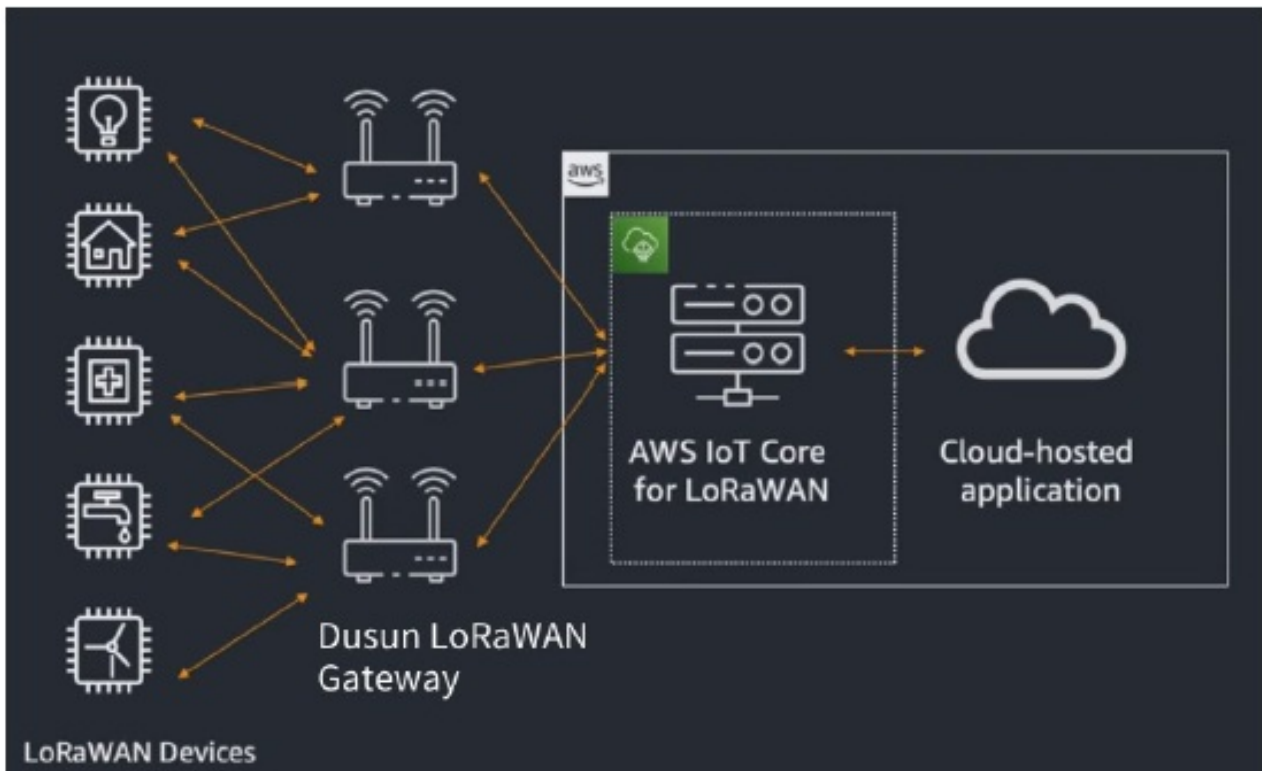 aws
AWS IoT Core
for LoRaWAN
Cloud-hosted
application
Dusun LoRaWAN
Gateway
LoRaWAN Devices